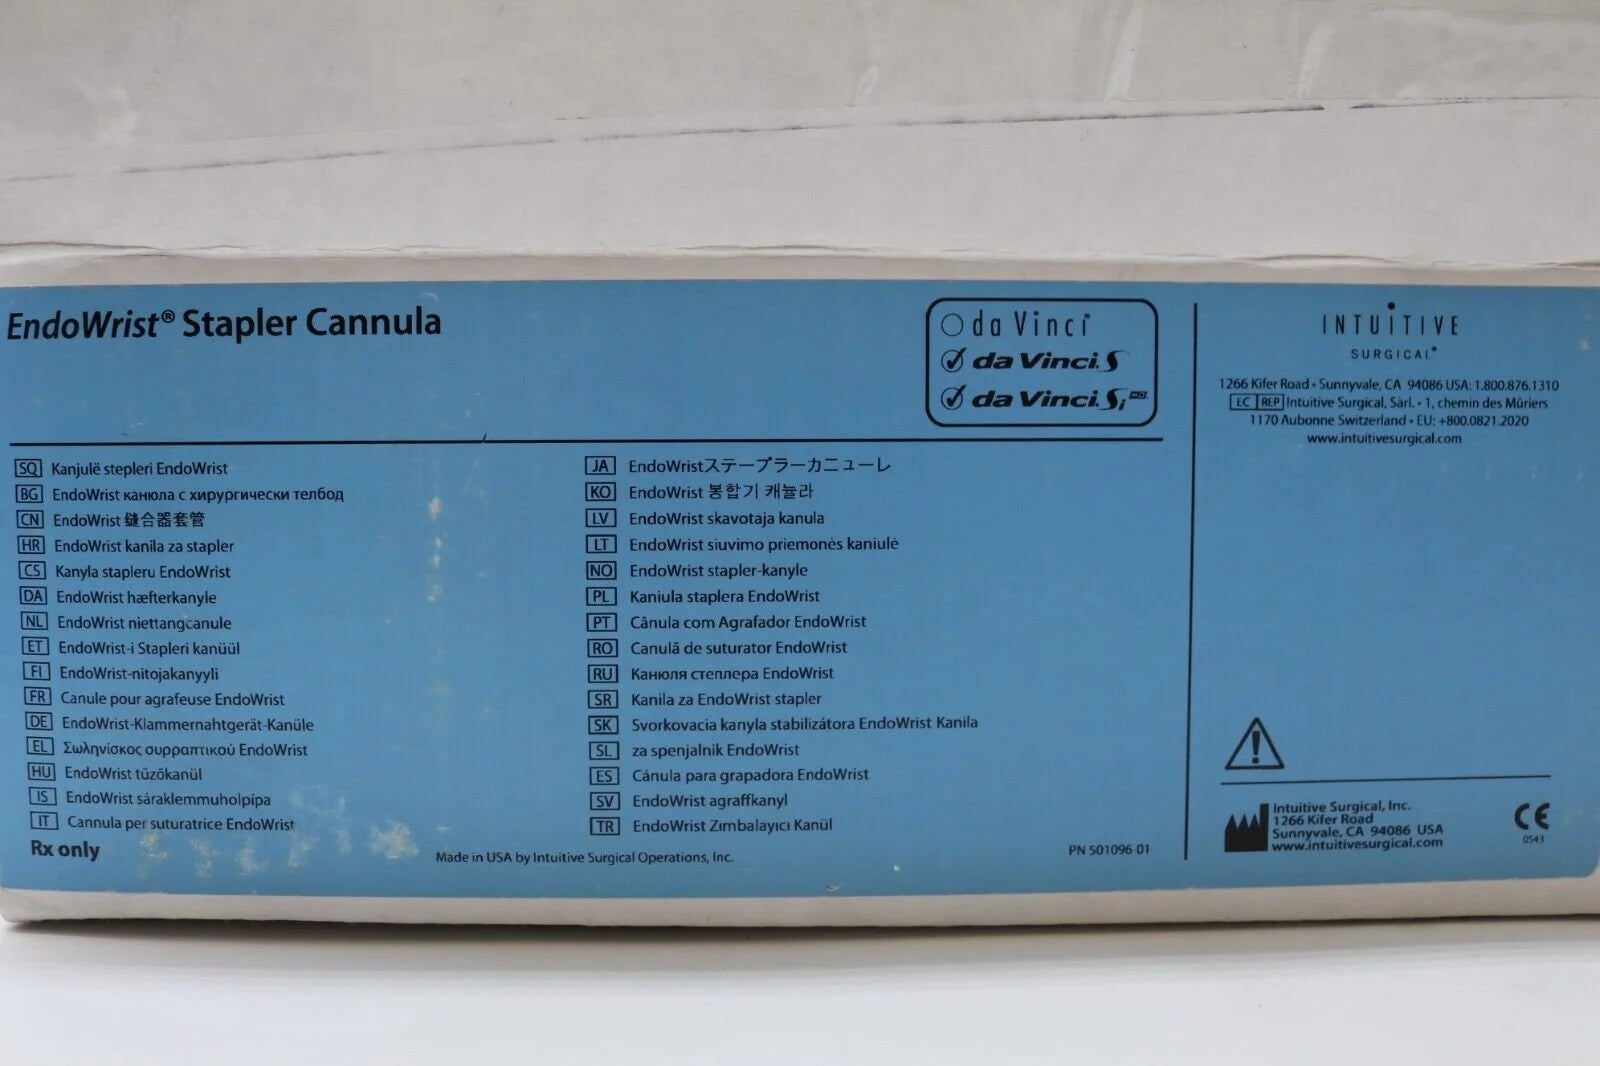 EndoWrist® Stapler Cannula
da Vinci®
da Vinci. S
da Vinci. Si HD
INTUITIVE
SURGICAL®
1266 Kifer Road • Sunnyvale, CA 94086 USA: 1.800.876.1310
EC REP Intuitive Surgical, Sàrl. • 1, chemin des Mûriers
1170 Aubonne Switzerland • EU: +800.0821.2020
www.intuitivesurgical.com
SQ Kanjulë stepleri EndoWrist
BG EndoWrist канюла с хирургически телбод
CN EndoWrist 缝合器套管
HR EndoWrist kanila za stapler
CS Kanyla stapleru EndoWrist
DA EndoWrist hæfterkanyle
NL EndoWrist niettangcanule
ET EndoWrist-i Stapleri kanüül
FI EndoWrist-nitojakanyyli
FR Canule pour agrafeuse EndoWrist
DE EndoWrist-Klammernahtgerät-Kanüle
EL Σωληνίσκος συρραπτικού EndoWrist
HU EndoWrist tűzőkanül
IS EndoWrist sáraklemmuholpípa
IT Cannula per suturatrice EndoWrist
JA EndoWristステープラーカニューレ
KO EndoWrist 봉합기 캐뉼라
LV EndoWrist skavotaja kanula
LT EndoWrist siuvimo priemonės kaniulė
NO EndoWrist stapler-kanyle
PL Kaniula staplera EndoWrist
PT Cânula com Agrafador EndoWrist
RO Canulă de suturator EndoWrist
RU Канюля степлера EndoWrist
SR Kanila za EndoWrist stapler
SK Svorkovacia kanyla stabilizátora EndoWrist Kanila
SL za spenjalnik EndoWrist
ES Cánula para grapadora EndoWrist
SV EndoWrist agraffkanyl
TR EndoWrist Zımbalayıcı Kanül
Rx only
Made in USA by Intuitive Surgical Operations, Inc.
PN 501096-01
Intuitive Surgical, Inc.
1266 Kifer Road
Sunnyvale, CA 94086 USA
www.intuitivesurgical.com
CE
0543